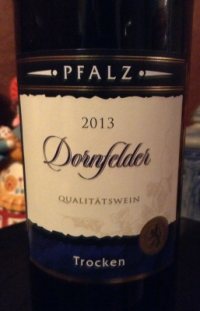 PFALZ
2013
Dornfelder
QUALITÄTSWEIN
Trocken